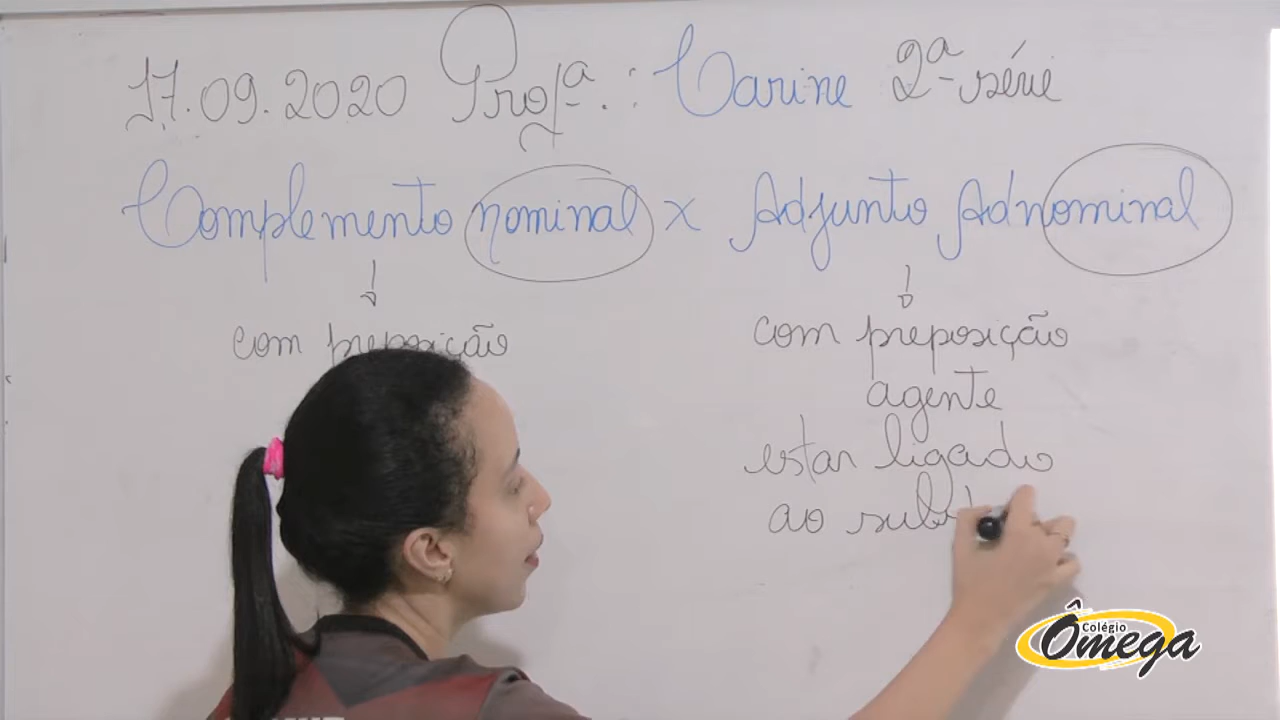 17.09.2020 Profª.: Carine 2ª série
Complemento nominal x Adjunto Adnominal
com preposição com preposição
agente
estar ligado
ao
Colégio
Ômega